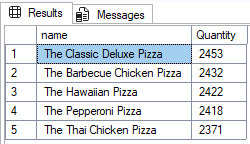 Results Messages
name Quantity
1 The Classic Deluxe Pizza 2453
2 The Barbecue Chicken Pizza 2432
3 The Hawaiian Pizza 2422
4 The Pepperoni Pizza 2418
5 The Thai Chicken Pizza 2371